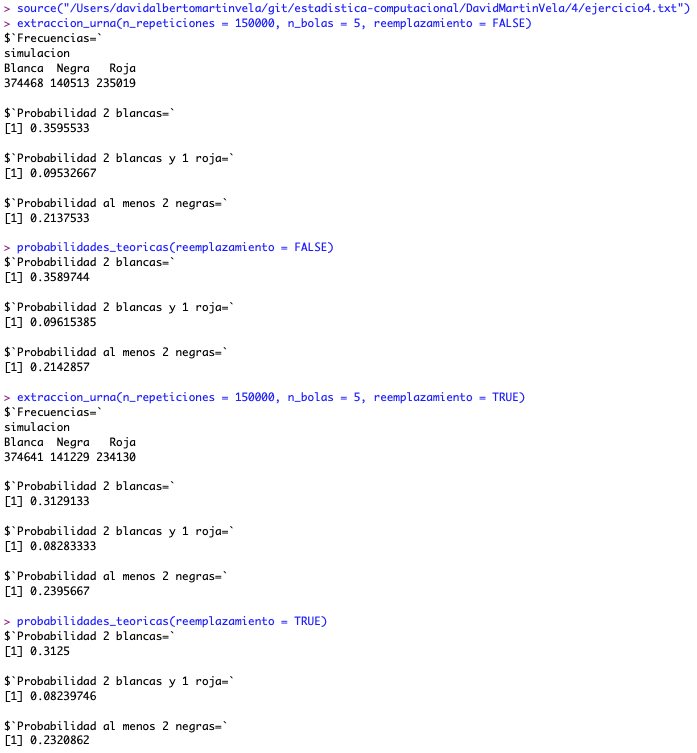 > source("/Users/davidalbertomartinvela/git/estadistica-computacional/DavidMartinVela/4/ejercicio4.txt")
> extraccion_urna(n_repeticiones = 150000, n_bolas = 5, reemplazamiento = FALSE)
$`Frecuencias=`
simulacion
Blanca  Negra   Roja
374468 140513 235019

$`Probabilidad 2 blancas=`
[1] 0.3595533

$`Probabilidad 2 blancas y 1 roja=`
[1] 0.09532667

$`Probabilidad al menos 2 negras=`
[1] 0.2137533

> probabilidades_teoricas(reemplazamiento = FALSE)
$`Probabilidad 2 blancas=`
[1] 0.3589744

$`Probabilidad 2 blancas y 1 roja=`
[1] 0.09615385

$`Probabilidad al menos 2 negras=`
[1] 0.2142857

> extraccion_urna(n_repeticiones = 150000, n_bolas = 5, reemplazamiento = TRUE)
$`Frecuencias=`
simulacion
Blanca  Negra   Roja
374641 141229 234130

$`Probabilidad 2 blancas=`
[1] 0.3129133

$`Probabilidad 2 blancas y 1 roja=`
[1] 0.08283333

$`Probabilidad al menos 2 negras=`
[1] 0.2395667

> probabilidades_teoricas(reemplazamiento = TRUE)
$`Probabilidad 2 blancas=`
[1] 0.3125

$`Probabilidad 2 blancas y 1 roja=`
[1] 0.08239746

$`Probabilidad al menos 2 negras=`
[1] 0.2320862